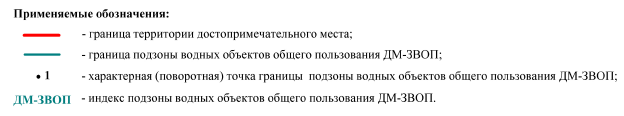 Применяемые обозначения:
- граница территории достопримечательного места;
- граница подзоны водных объектов общего пользования ДМ-ЗВОП;
• 1 - характерная (поворотная) точка границы подзоны водных объектов общего пользования ДМ-ЗВОП;
ДМ-ЗВОП - индекс подзоны водных объектов общего пользования ДМ-ЗВОП.